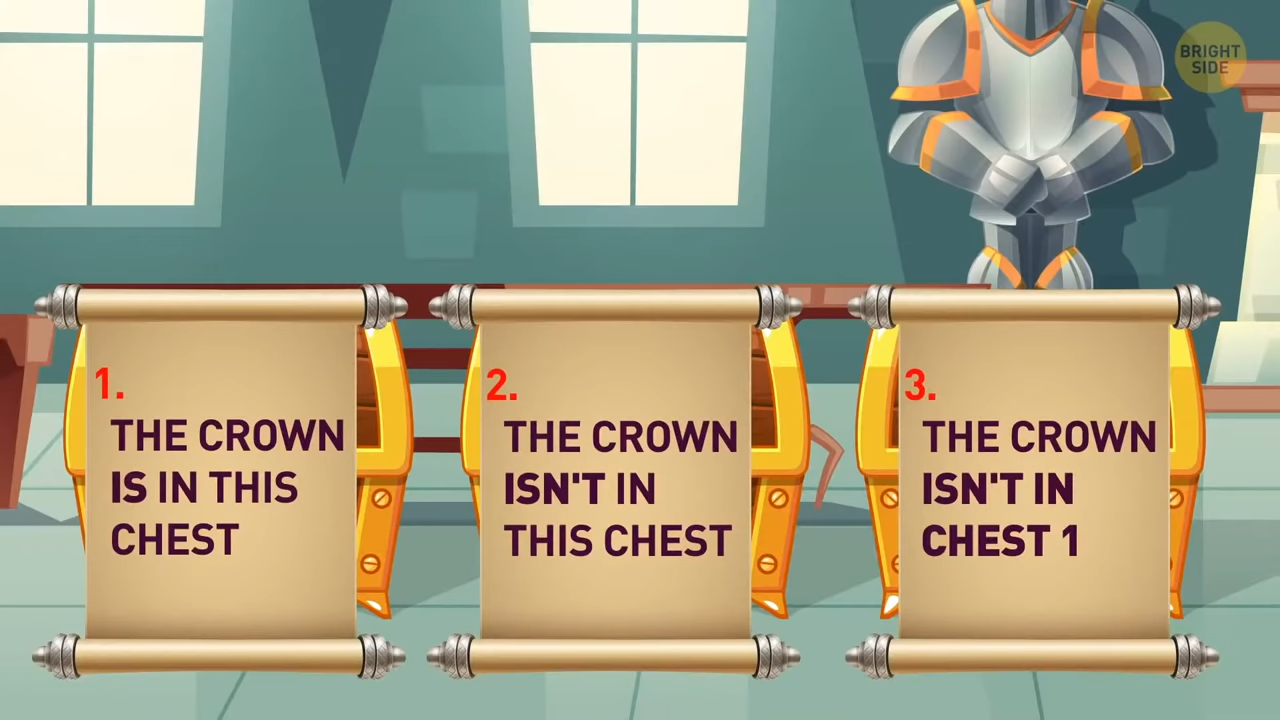 BRIGHT
SIDE
1.
THE CROWN
IS IN THIS
CHEST
2.
THE CROWN
ISN'T IN
THIS CHEST
3.
THE CROWN
ISN'T IN
CHEST 1